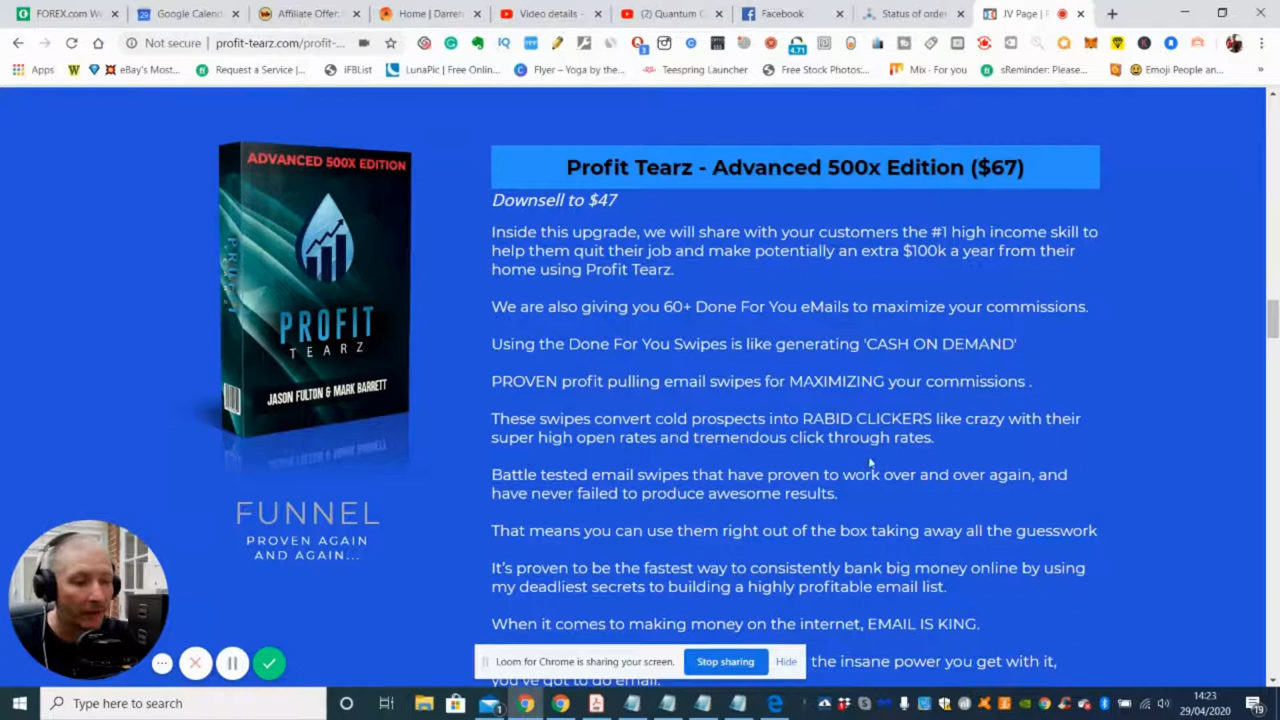 FOREX.com W
Google Calend
Affiliate Offer.
Home | Darren
Video details -
(2) Quantum C
Facebook
Status of order
JV Page | P
Not secure | profit-tearz.com/profit-...
4.71
Apps
eBay's Most...
Request a Service |...
iFBList
LunaPic | Free Onlin...
Flyer – Yoga by the...
Teespring Launcher
Free Stock Photos:...
Mix · For you
sReminder: Please...
Emoji People an...
ADVANCED 500X EDITION
PROFIT
TEARZ
JASON FULTON & MARK BARRETT
FUNNEL
PROVEN AGAIN
AND AGAIN...
Profit Tearz - Advanced 500x Edition ($67)
Downsell to $47
Inside this upgrade, we will share with your customers the #1 high income skill to
help them quit their job and make potentially an extra $100k a year from their
home using Profit Tearz.
We are also giving you 60+ Done For You eMails to maximize your commissions.
Using the Done For You Swipes is like generating 'CASH ON DEMAND'
PROVEN profit pulling email swipes for MAXIMIZING your commissions .
These swipes convert cold prospects into RABID CLICKERS like crazy with their
super high open rates and tremendous click through rates.
Battle tested email swipes that have proven to work over and over again, and
have never failed to produce awesome results.
That means you can use them right out of the box taking away all the guesswork
It's proven to be the fastest way to consistently bank big money online by using
my deadliest secrets to building a highly profitable email list.
When it comes to making money on the internet, EMAIL IS KING.
the insane power you get with it,
you've got to do email.
Loom for Chrome is sharing your screen.
Stop sharing
Hide
Type here to search
14:23
29/04/2020
19